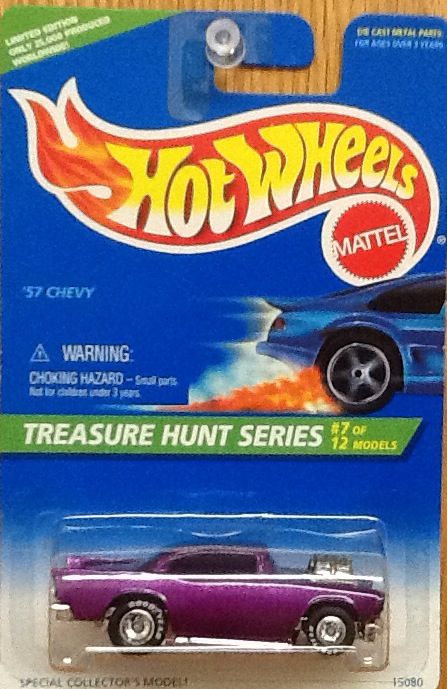 LIMITED EDITION
ONLY 25,000 PRODUCED
WORLDWIDE!
DIE CAST METAL PARTS
FOR AGES OVER 3 YEARS
HOT WHEELS
®
MATTEL
'57 CHEVY
⚠ WARNING:
CHOKING HAZARD – Small parts
Not for children under 3 years.
TREASURE HUNT SERIES #7 OF
12 MODELS
GOODYEAR
SPECIAL COLLECTOR'S MODEL!
15080